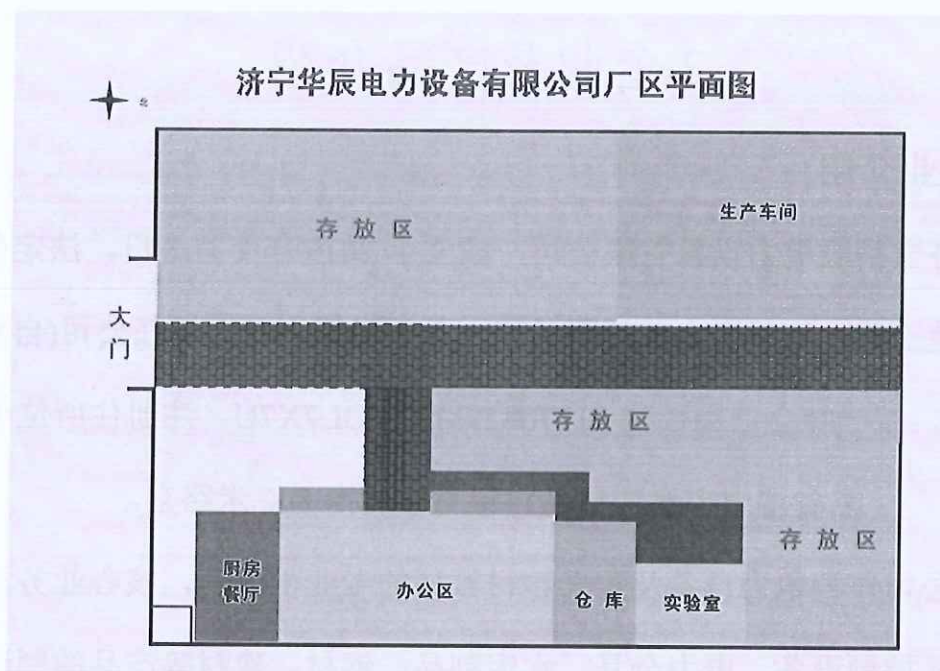 济宁华辰电力设备有限公司厂区平面图
北
存放区
生产车间
大门
存放区
存放区
厨房
餐厅
办公区
仓库
实验室